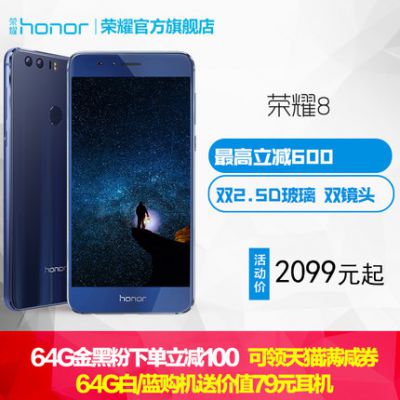 荣耀 honor | 荣耀官方旗舰店
荣耀8
最高立减600
双2.5D玻璃 双镜头
活动价 2099元起
honor
honor
64G金黑粉下单立减100 可领天猫满减券
64G白/蓝购机送价值79元耳机